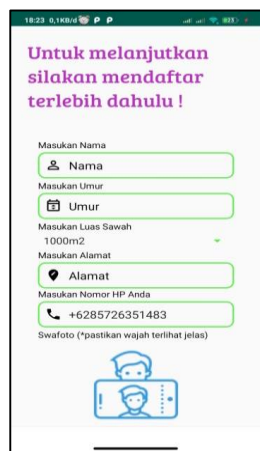 18:23 0,1KB/d P P
Untuk melanjutkan
silakan mendaftar
terlebih dahulu !
Masukan Nama
Nama
Masukan Umur
Umur
Masukan Luas Sawah
1000m2
Masukan Alamat
Alamat
Masukan Nomor HP Anda
+6285726351483
Swafoto (*pastikan wajah terlihat jelas)